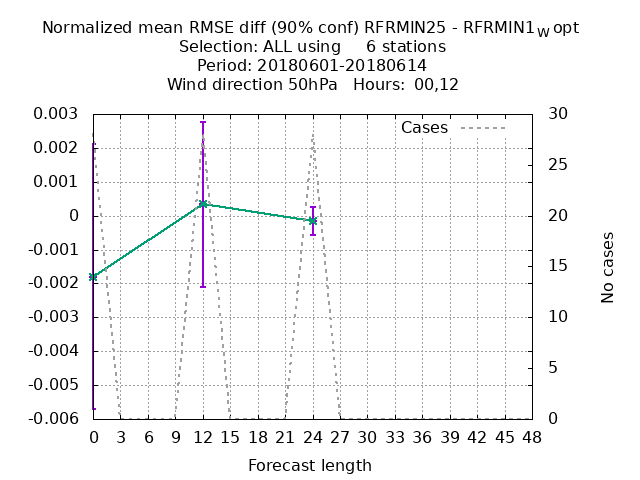 Normalized mean RMSE diff (90% conf) RFRMIN25 - RFRMIN1wopt
Selection: ALL using 6 stations
Period: 20180601-20180614
Wind direction 50hPa Hours: 00,12
Cases
0.003
0.002
0.001
0
-0.001
-0.002
-0.003
-0.004
-0.005
-0.006
30
25
20
15
10
5
0
No cases
0 3 6 9 12 15 18 21 24 27 30 33 36 39 42 45 48
Forecast length